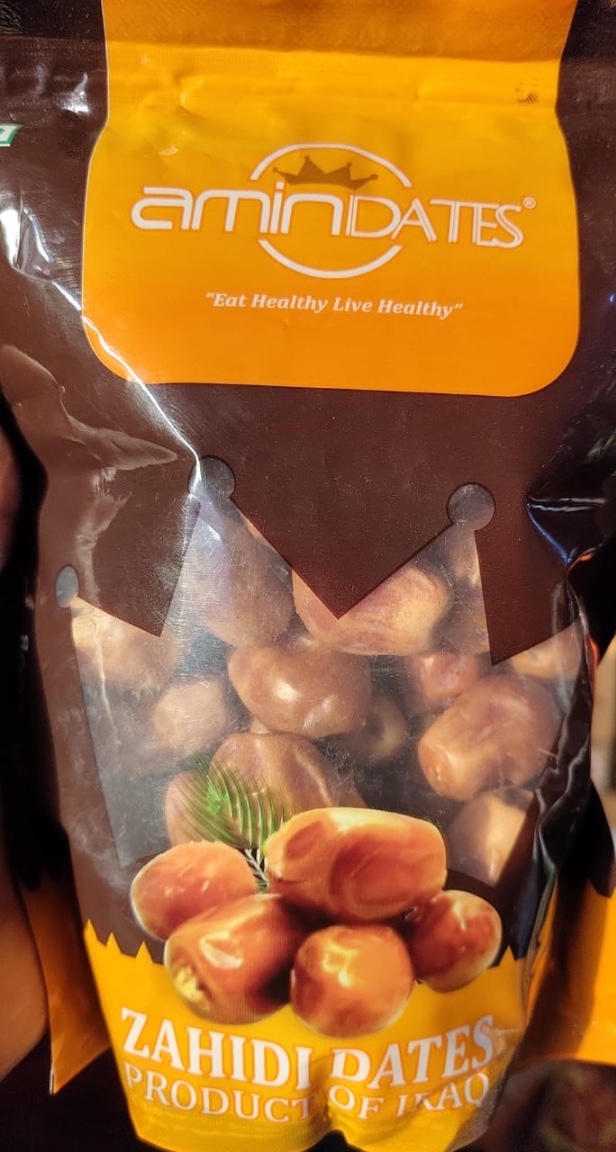 aminDATES®
“Eat Healthy Live Healthy”
ZAHIDI DATES
PRODUCT OF IRAQ